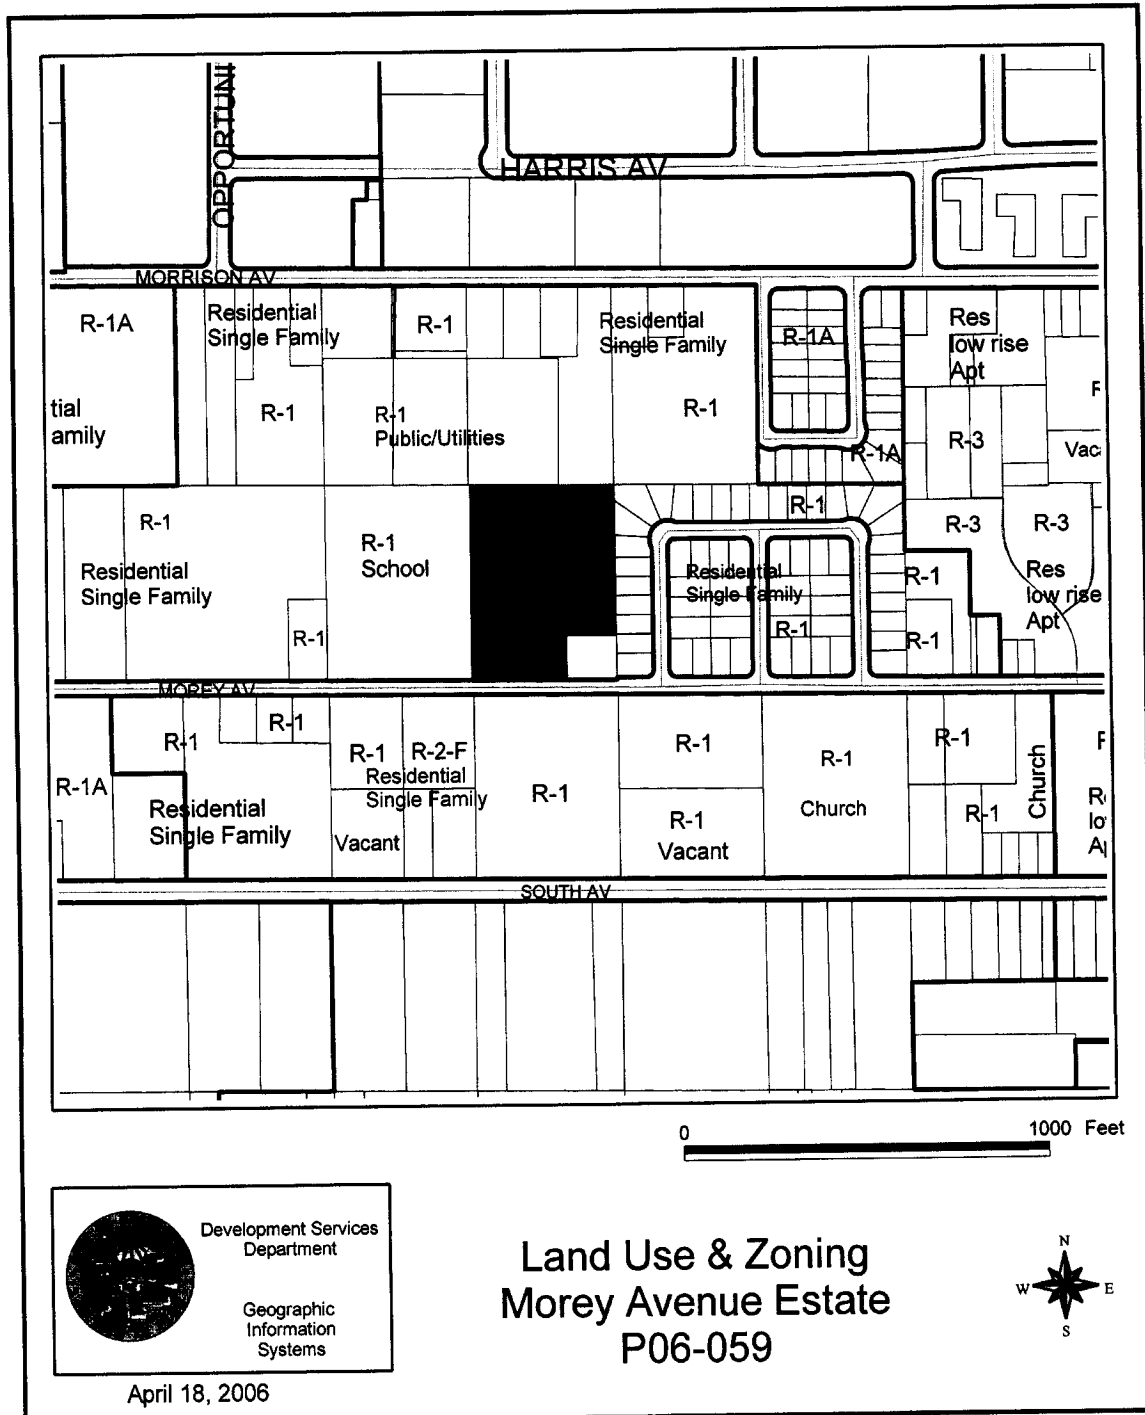 OPPORTUNI
HARRIS AV
MORRISON AV
R-1A
Residential
Single Family
R-1
Residential
Single Family
R-1A
Res
low rise
Apt
tial
amily
R-1
R-1
Public/Utilities
R-1
R-1A
R-3
Vac
R-1
R-1
School
R-1
R-3
R-3
Residential
Single Family
Residential
Single Family
R-1
Res
low rise
Apt
R-1
R-1
R-1
MOREY AV
R-1
R-1
R-1
R-2-F
Residential
Single Family
R-1
R-1
R-1
Church
R-1A
Residential
Single Family
Vacant
R-1
R-1
Vacant
Church
R-1
SOUTH AV
0
1000 Feet
Development Services
Department
Geographic
Information
Systems
April 18, 2006
Land Use & Zoning
Morey Avenue Estate
P06-059
N
W
E
S